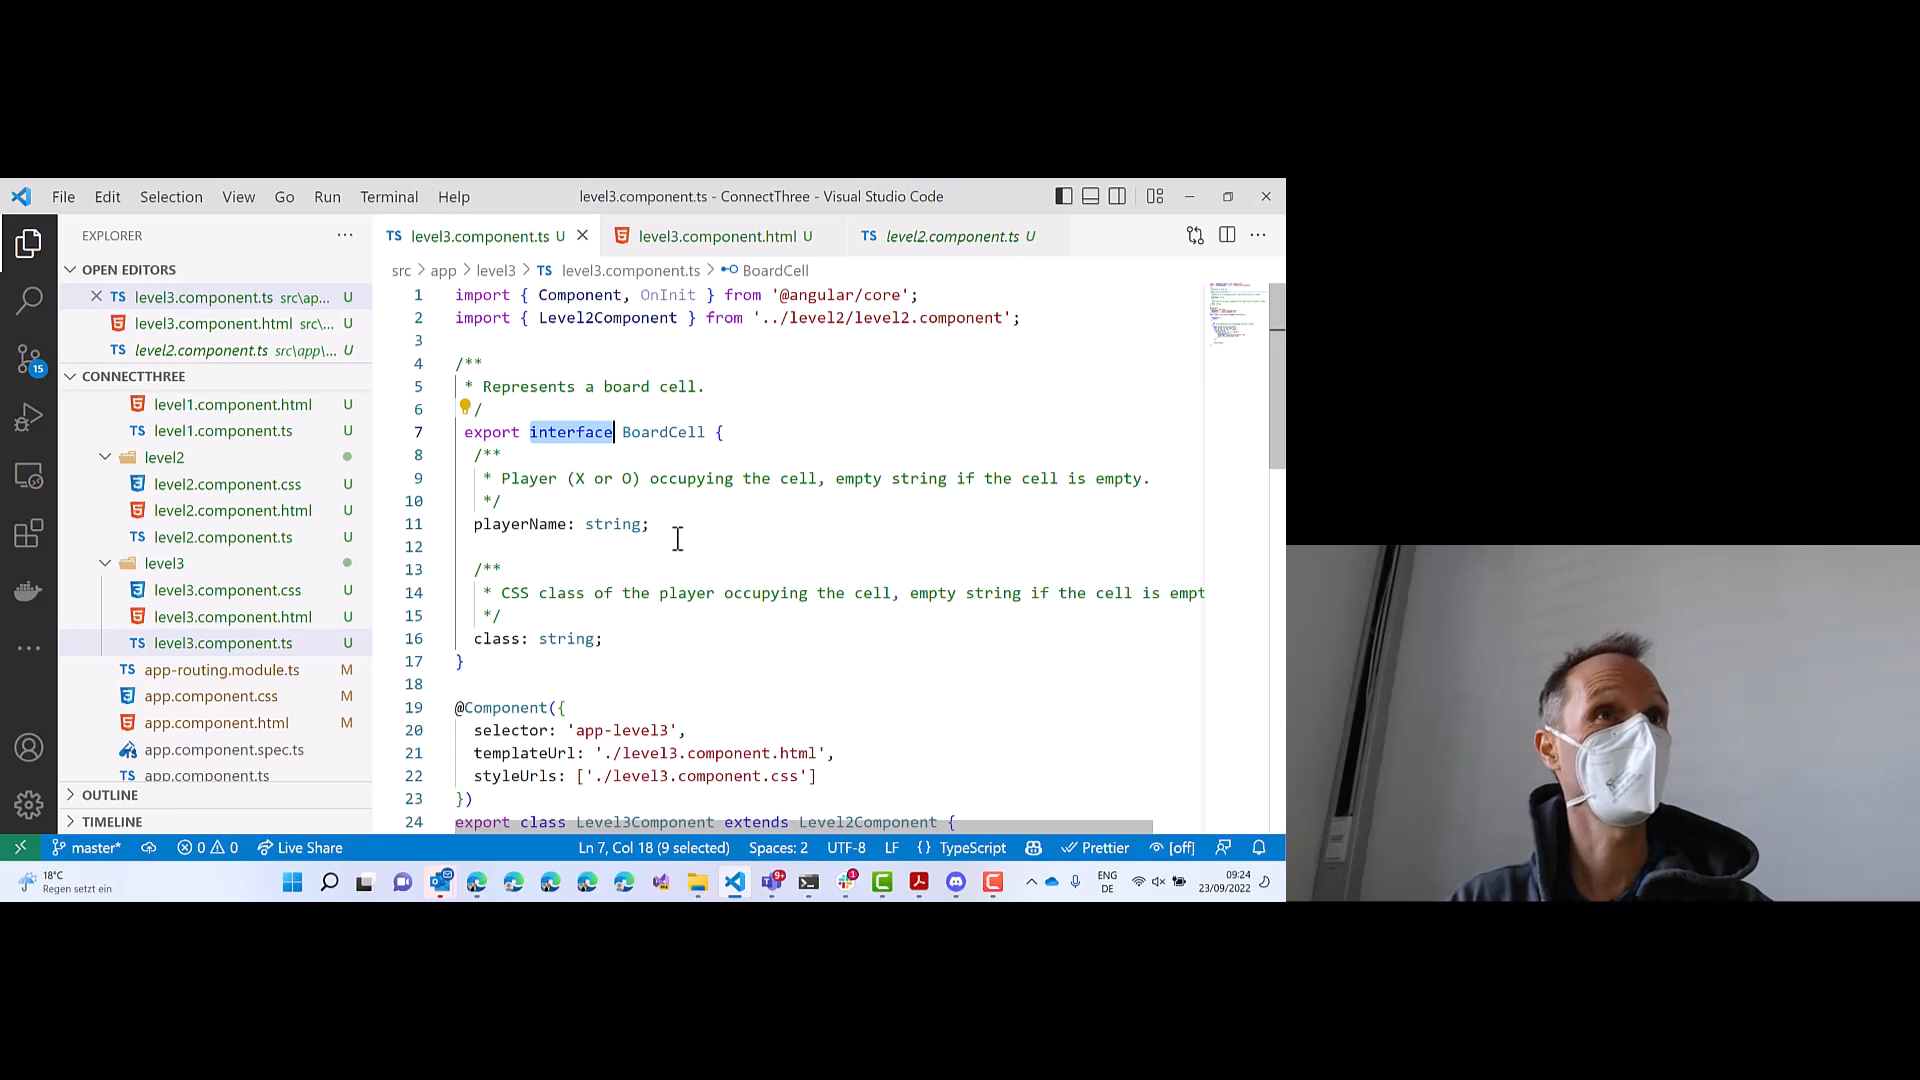 File Edit Selection View Go Run Terminal Help level3.component.ts - ConnectThree - Visual Studio Code
EXPLORER
OPEN EDITORS
TS level3.component.ts src\ap... U
level3.component.html src\... U
TS level2.component.ts src\app\... U
CONNECTTHREE
level1.component.html U
TS level1.component.ts U
level2
level2.component.css U
level2.component.html U
TS level2.component.ts U
level3
level3.component.css U
level3.component.html U
TS level3.component.ts U
TS app-routing.module.ts M
app.component.css M
app.component.html M
app.component.spec.ts
TS app.component.ts
OUTLINE
TIMELINE
15
TS level3.component.ts U level3.component.html U TS level2.component.ts U
src > app > level3 > TS level3.component.ts > BoardCell
1 import { Component, OnInit } from '@angular/core';
2 import { Level2Component } from '../level2/level2.component';
3
4 /**
5 * Represents a board cell.
6 /
7 export interface BoardCell {
8 /**
9 * Player (X or O) occupying the cell, empty string if the cell is empty.
10 */
11 playerName: string;
12
13 /**
14 * CSS class of the player occupying the cell, empty string if the cell is empt
15 */
16 class: string;
17 }
18
19 @Component({
20 selector: 'app-level3',
21 templateUrl: './level3.component.html',
22 styleUrls: ['./level3.component.css']
23 })
24 export class Level3Component extends Level2Component {
master* 0 0 Live Share Ln 7, Col 18 (9 selected) Spaces: 2 UTF-8 LF {} TypeScript Prettier [off]
18°C
Regen setzt ein
9+
1
ENG
DE
09:24
23/09/2022